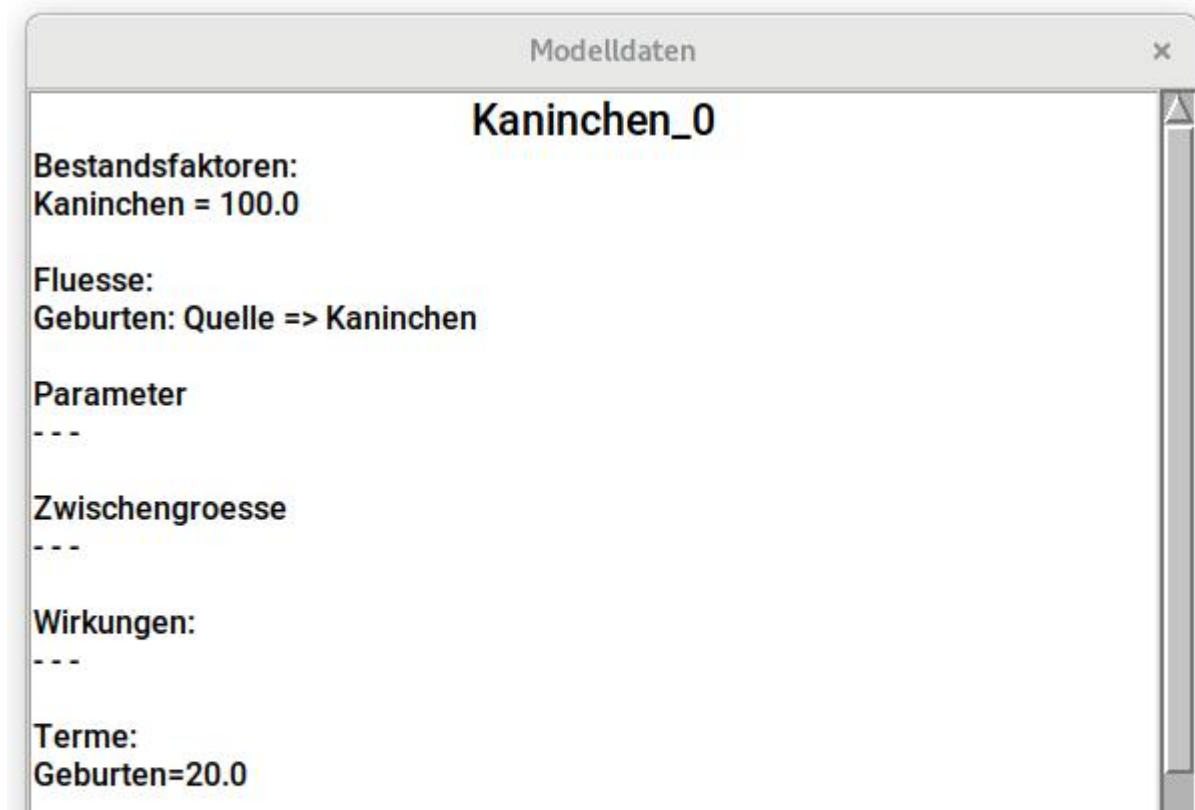 Modelldaten
Kaninchen_0
Bestandsfaktoren:
Kaninchen = 100.0
Fluesse:
Geburten: Quelle => Kaninchen
Parameter
- - -
Zwischengroesse
- - -
Wirkungen:
- - -
Terme:
Geburten=20.0